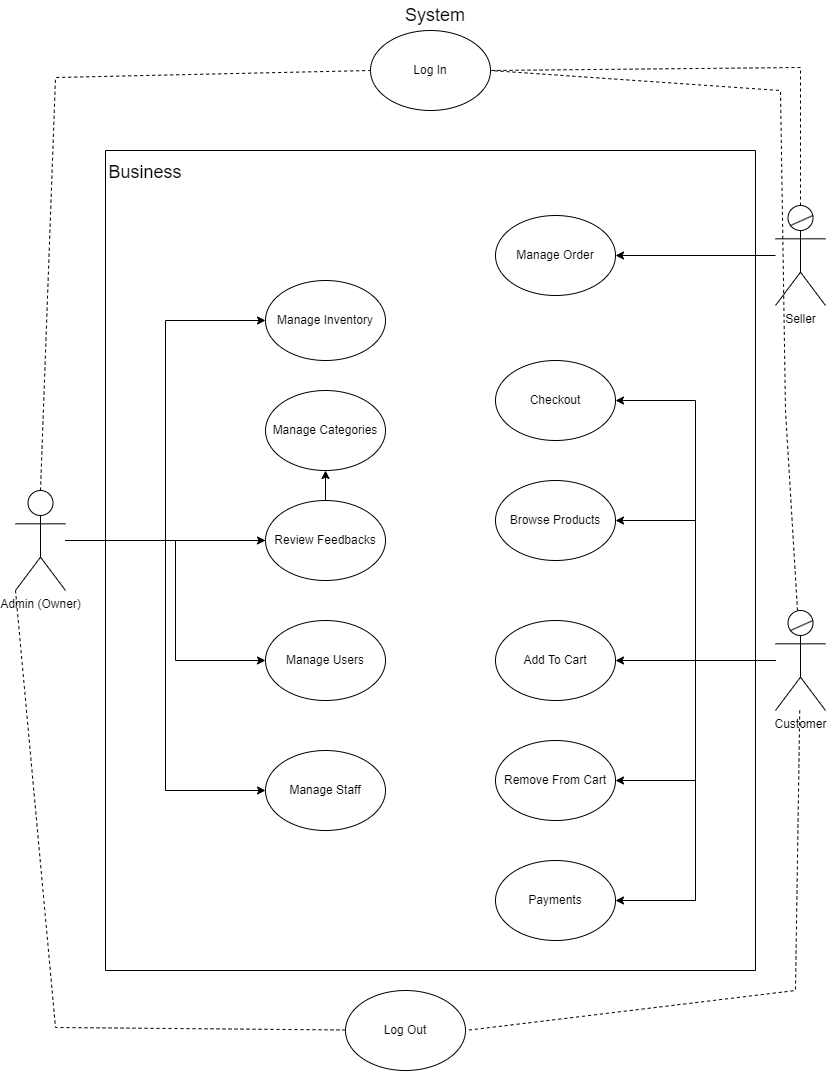 System
Log In
Business
Manage Order
Seller
Manage Inventory
Checkout
Manage Categories
Browse Products
Review Feedbacks
Admin (Owner)
Manage Users
Add To Cart
Customer
Remove From Cart
Manage Staff
Payments
Log Out